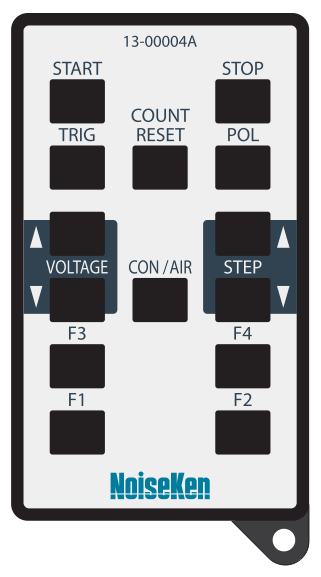 13-00004A
START STOP
COUNT
TRIG RESET POL
VOLTAGE CON/AIR STEP
F3 F4
F1 F2
NoiseKen